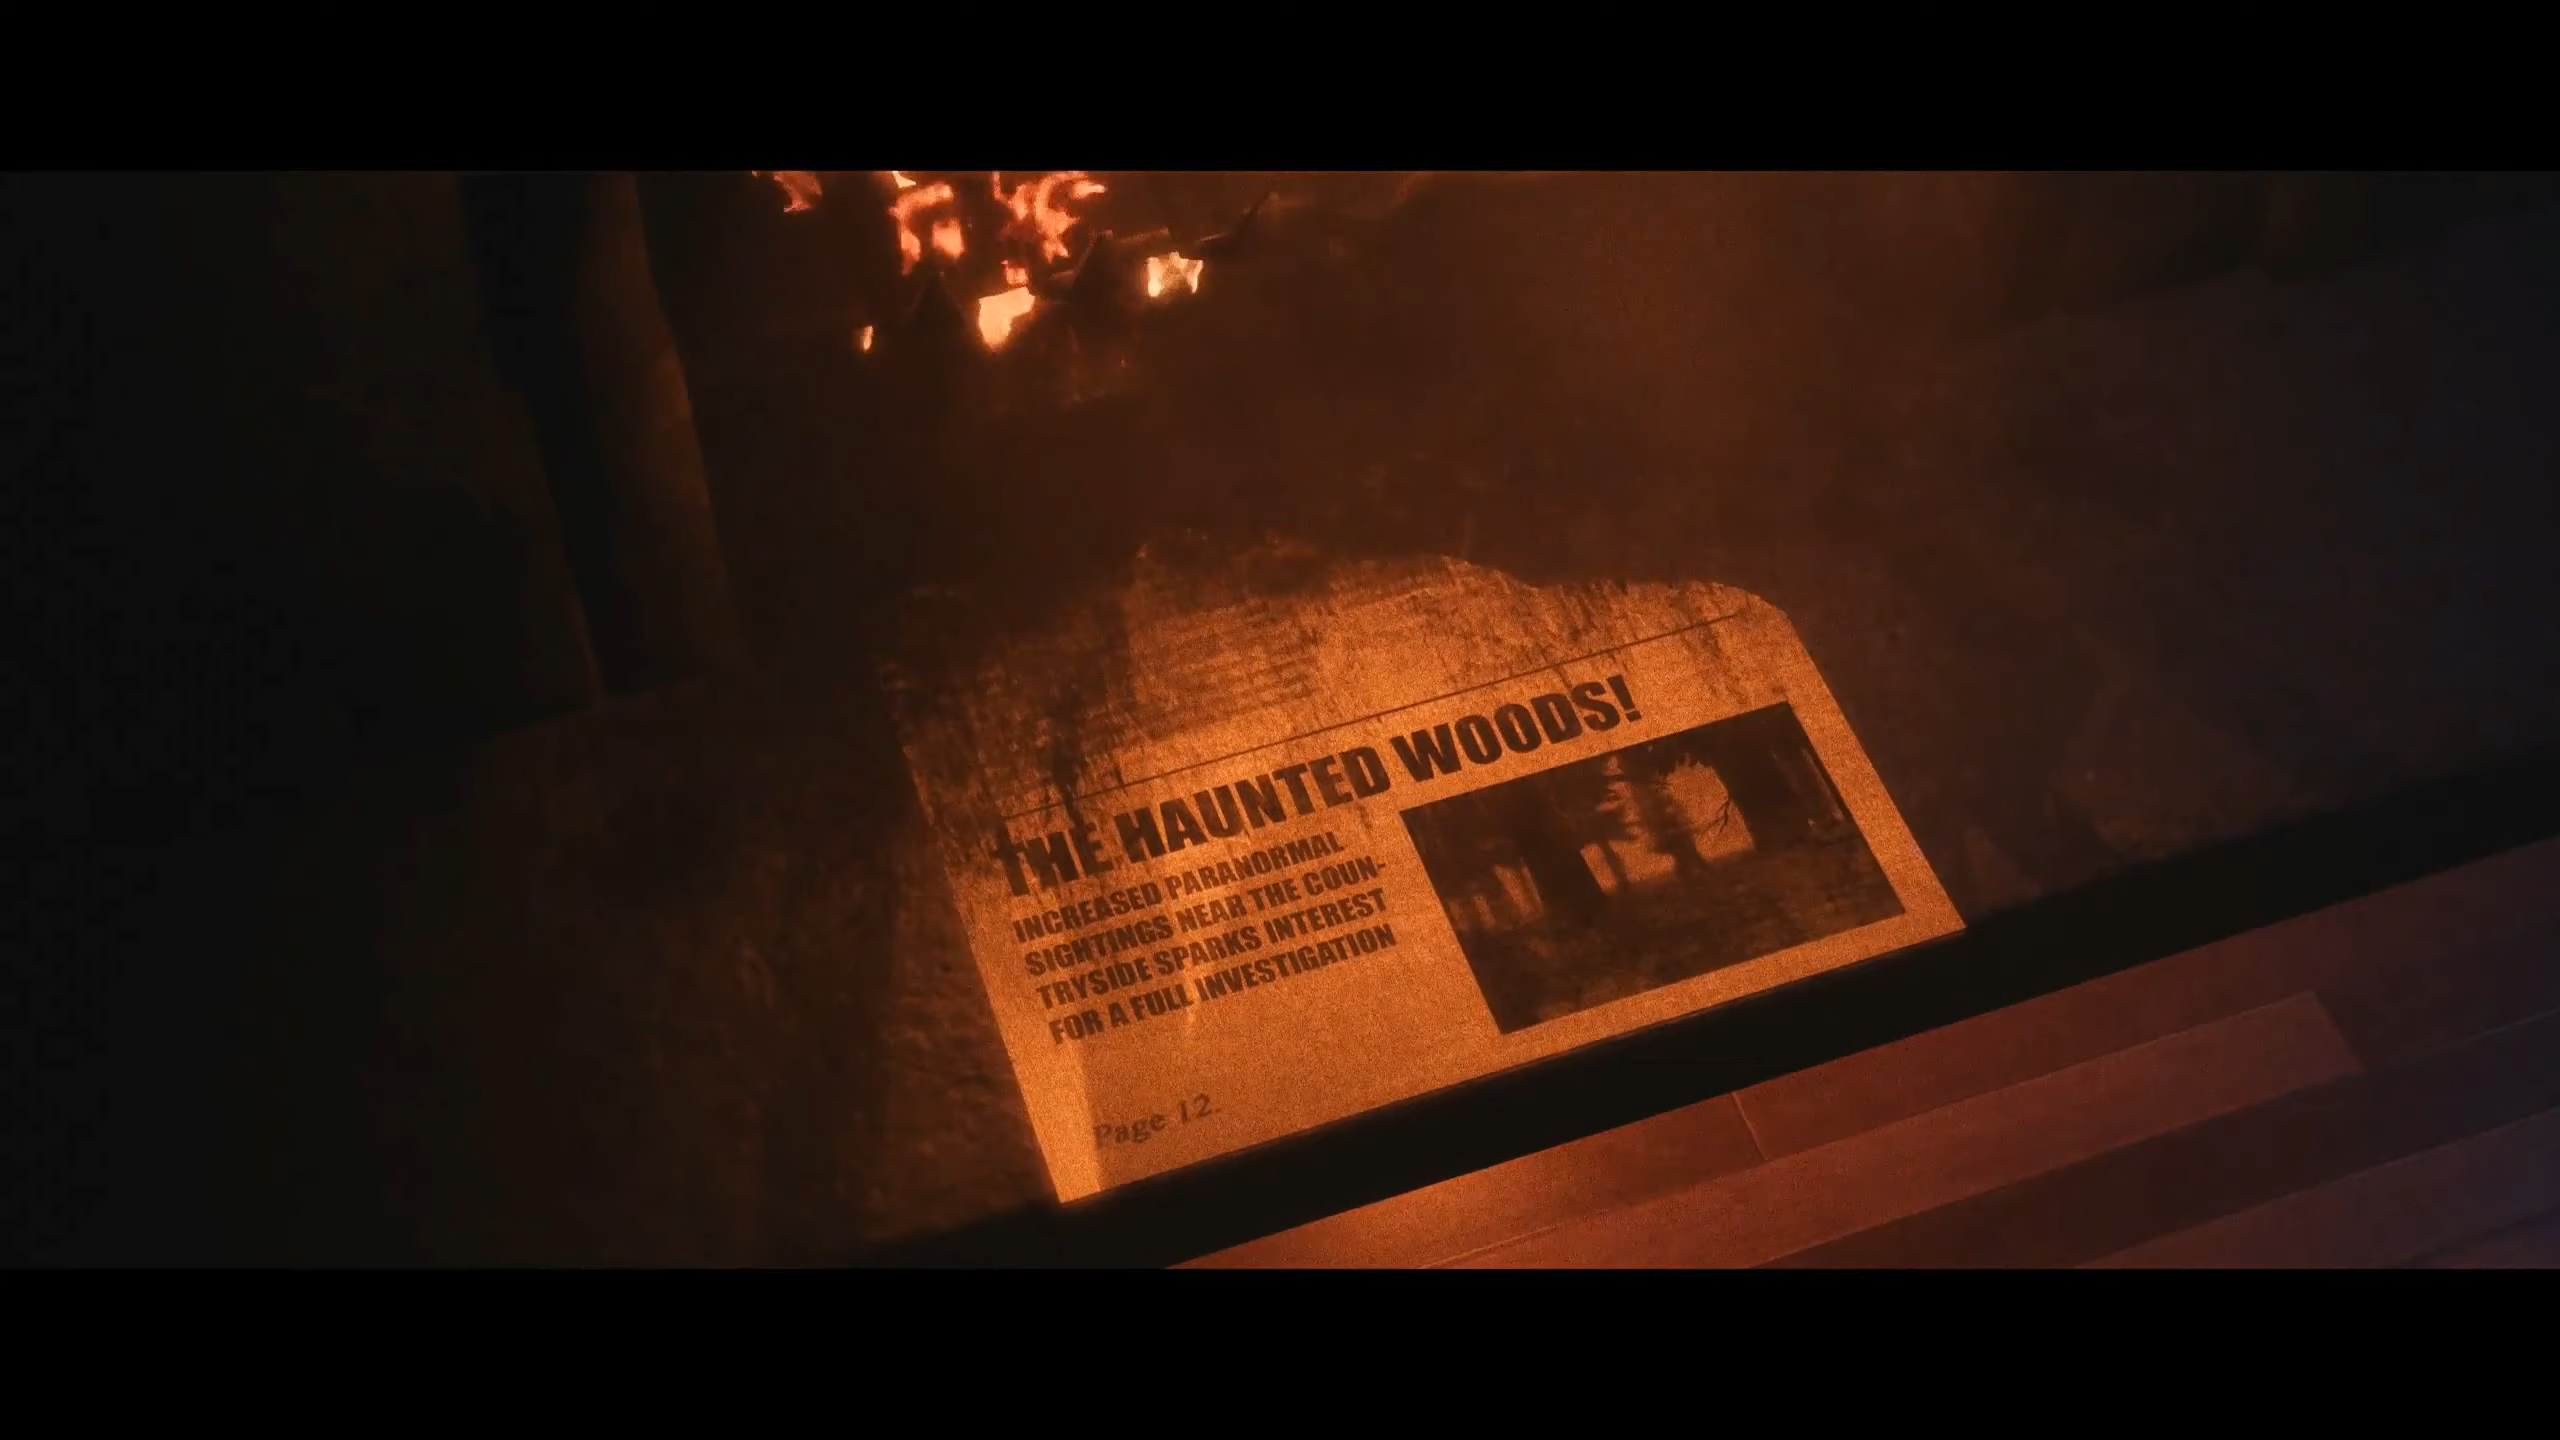 THE HAUNTED WOODS!
INCREASED PARANORMAL
SIGHTINGS NEAR THE COUN-
TRYSIDE SPARKS INTEREST
FOR A FULL INVESTIGATION
Page 12.